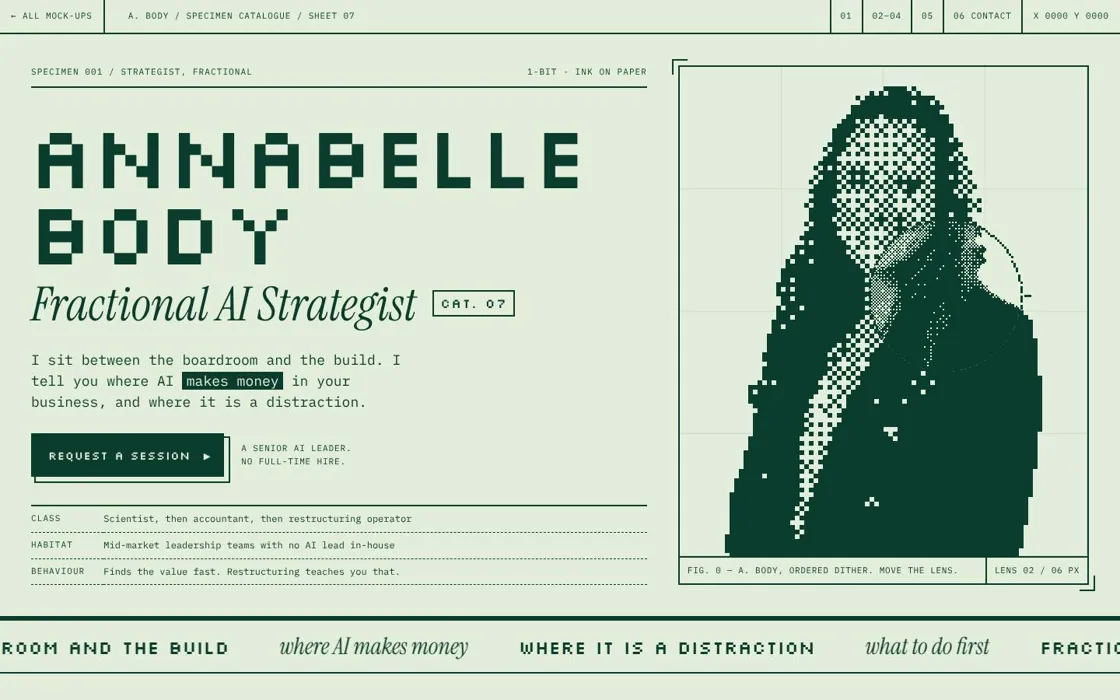 ← ALL MOCK-UPS
A. BODY / SPECIMEN CATALOGUE / SHEET 07
01
02—04
05
06 CONTACT
X 0000 Y 0000
SPECIMEN 001 / STRATEGIST, FRACTIONAL
1-BIT · INK ON PAPER
ANNABELLE
BODY
Fractional AI Strategist
CAT. 07
I sit between the boardroom and the build. I
tell you where AI makes money in your
business, and where it is a distraction.
REQUEST A SESSION ▶
A SENIOR AI LEADER.
NO FULL-TIME HIRE.
CLASS Scientist, then accountant, then restructuring operator
HABITAT Mid-market leadership teams with no AI lead in-house
BEHAVIOUR Finds the value fast. Restructuring teaches you that.
FIG. 0 — A. BODY, ORDERED DITHER. MOVE THE LENS.
LENS 02 / 06 PX
ROOM AND THE BUILD where AI makes money WHERE IT IS A DISTRACTION what to do first